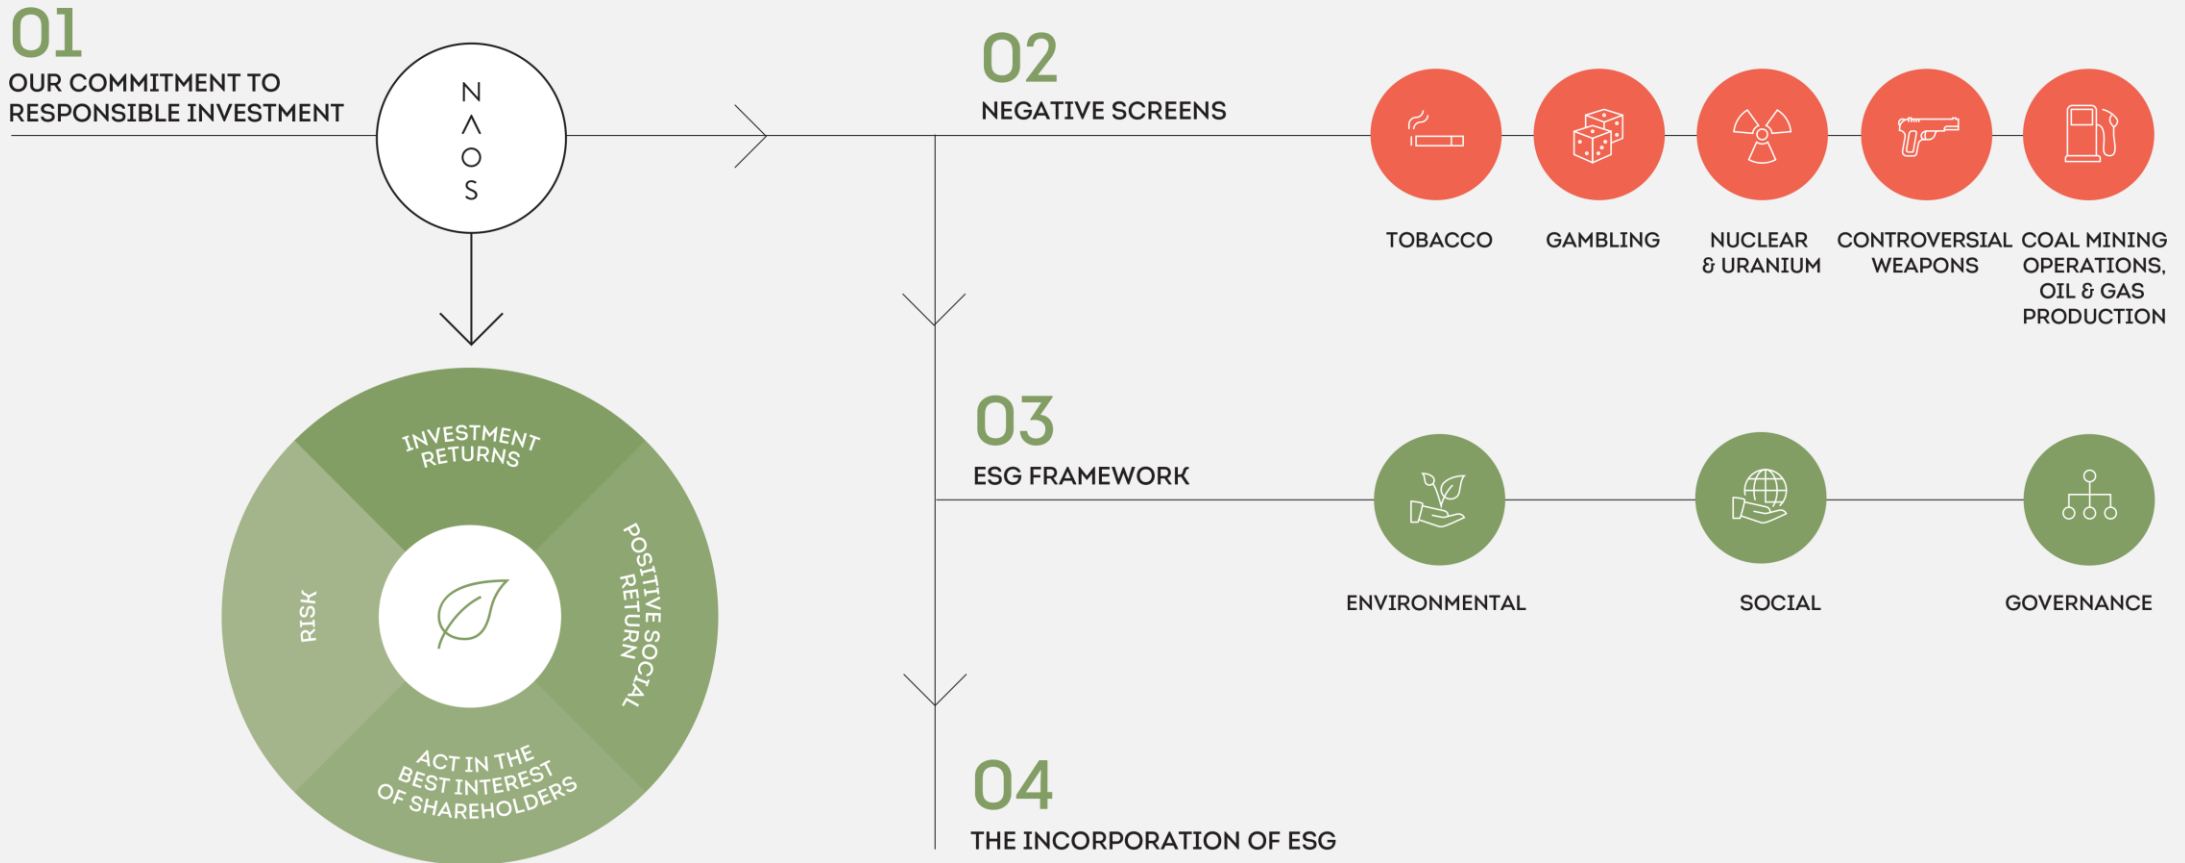 01
OUR COMMITMENT TO
RESPONSIBLE INVESTMENT
N
Λ
O
S
INVESTMENT
RETURNS
POSITIVE SOCIAL
RETURN
ACT IN THE
BEST INTEREST
OF SHAREHOLDERS
RISK
02
NEGATIVE SCREENS
TOBACCO
GAMBLING
NUCLEAR
& URANIUM
CONTROVERSIAL
WEAPONS
COAL MINING
OPERATIONS,
OIL & GAS
PRODUCTION
03
ESG FRAMEWORK
ENVIRONMENTAL
SOCIAL
GOVERNANCE
04
THE INCORPORATION OF ESG